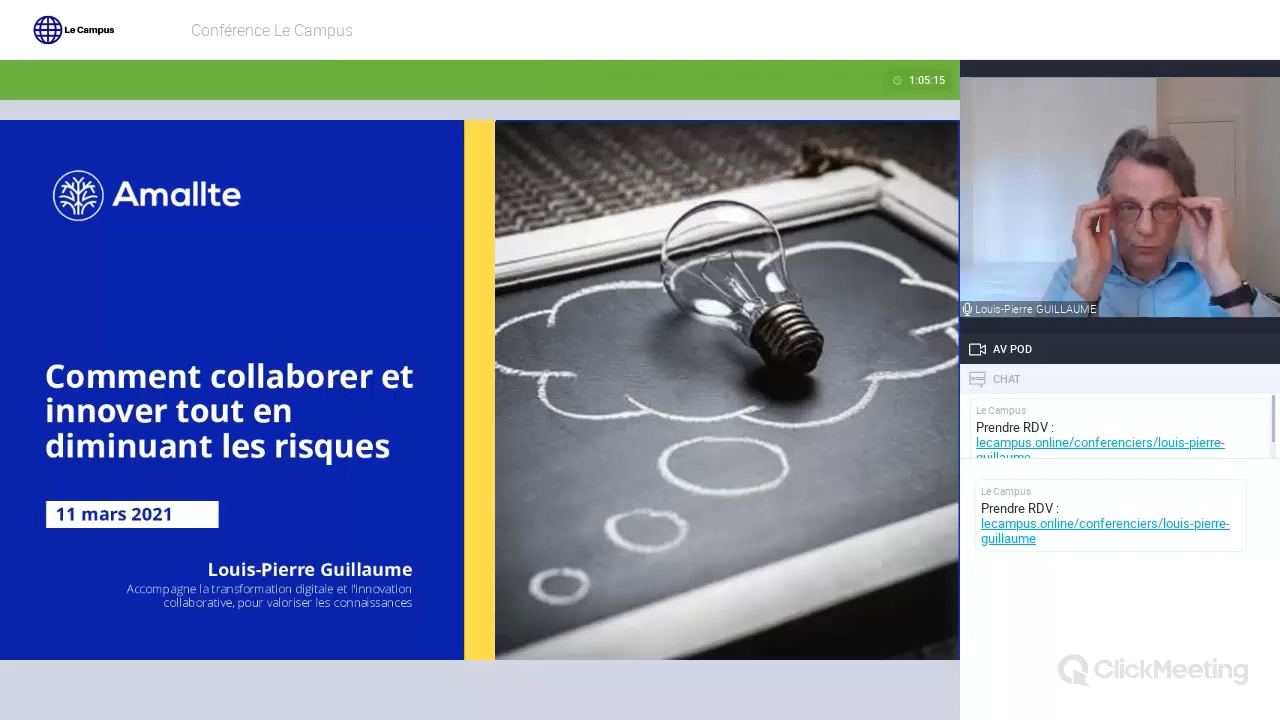 Le Campus
Conférence Le Campus
1:05:15
Amallte
Comment collaborer et
innover tout en
diminuant les risques
11 mars 2021
Louis-Pierre Guillaume
Accompagne la transformation digitale et l'innovation
collaborative, pour valoriser les connaissances
Louis-Pierre GUILLAUME
AV POD
CHAT
Le Campus
Prendre RDV :
lecampus.online/conferenciers/louis-pierre-
guillaume
Le Campus
Prendre RDV :
lecampus.online/conferenciers/louis-pierre-
guillaume
ClickMeeting